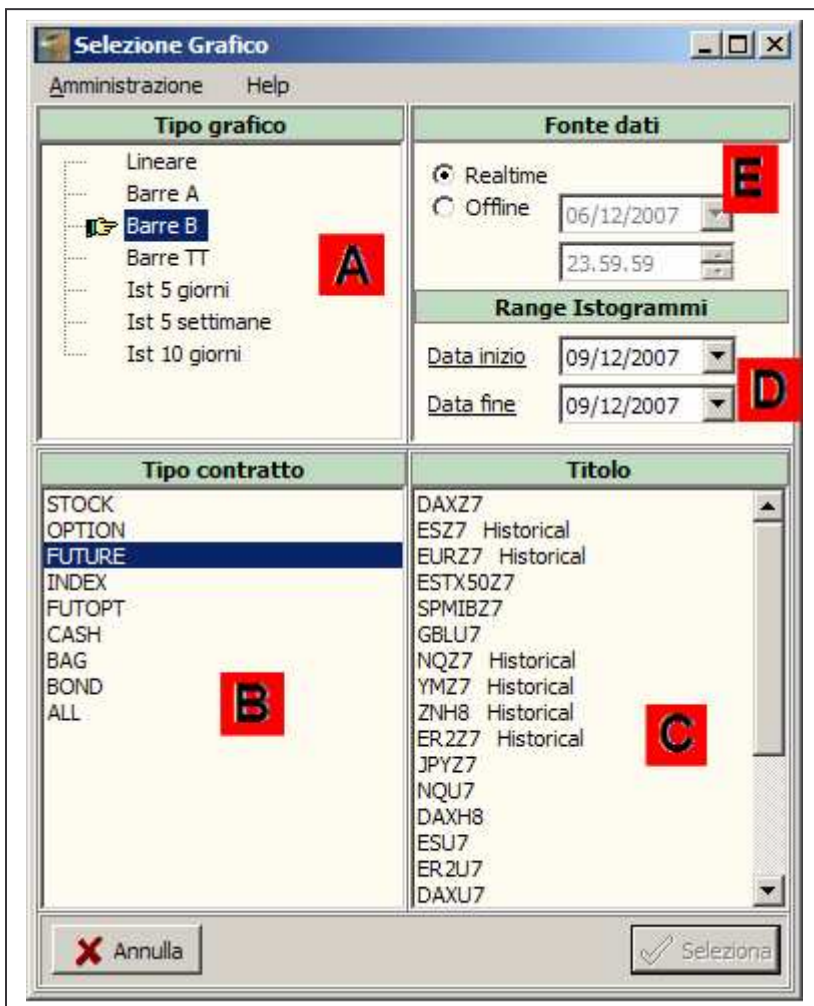 Selezione Grafico
Amministrazione Help
Tipo grafico
Lineare
Barre A
Barre B
Barre TT
Ist 5 giorni
Ist 5 settimane
Ist 10 giorni
A
Fonte dati
Realtime
Offline 06/12/2007
23.59.59
E
Range Istogrammi
Data inizio 09/12/2007
Data fine 09/12/2007
D
Tipo contratto
STOCK
OPTION
FUTURE
INDEX
FUTOPT
CASH
BAG
BOND
ALL
B
Titolo
DAXZ7
ESZ7 Historical
EURZ7 Historical
ESTX50Z7
SPMIBZ7
GBLU7
NQZ7 Historical
YMZ7 Historical
ZNH8 Historical
ER2Z7 Historical
JPYZ7
NQU7
DAXH8
ESU7
ER2U7
DAXU7
C
Annulla
Seleziona